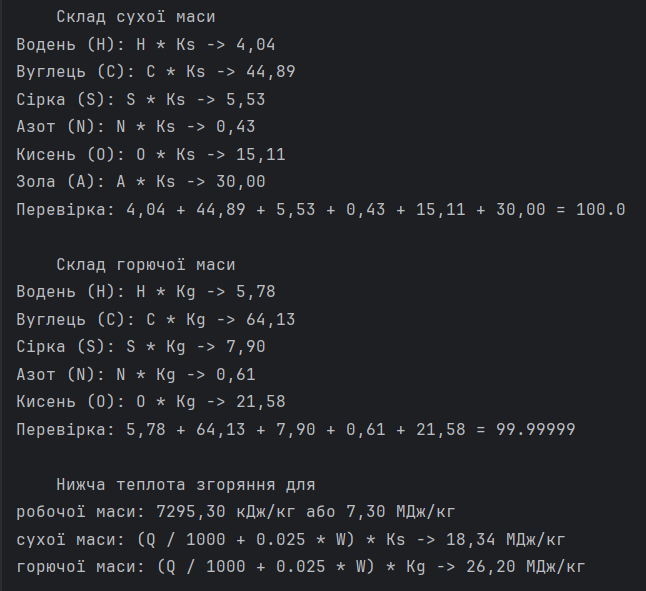 Склад сухої маси
Водень (H): H * Ks -> 4,04
Вуглець (C): C * Ks -> 44,89
Сірка (S): S * Ks -> 5,53
Азот (N): N * Ks -> 0,43
Кисень (O): O * Ks -> 15,11
Зола (A): A * Ks -> 30,00
Перевірка: 4,04 + 44,89 + 5,53 + 0,43 + 15,11 + 30,00 = 100.0
Склад горючої маси
Водень (H): H * Kg -> 5,78
Вуглець (C): C * Kg -> 64,13
Сірка (S): S * Kg -> 7,90
Азот (N): N * Kg -> 0,61
Кисень (O): O * Kg -> 21,58
Перевірка: 5,78 + 64,13 + 7,90 + 0,61 + 21,58 = 99.99999
Нижча теплота згоряння для
робочої маси: 7295,30 кДж/кг або 7,30 МДж/кг
сухої маси: (Q / 1000 + 0.025 * W) * Ks -> 18,34 МДж/кг
горючої маси: (Q / 1000 + 0.025 * W) * Kg -> 26,20 МДж/кг